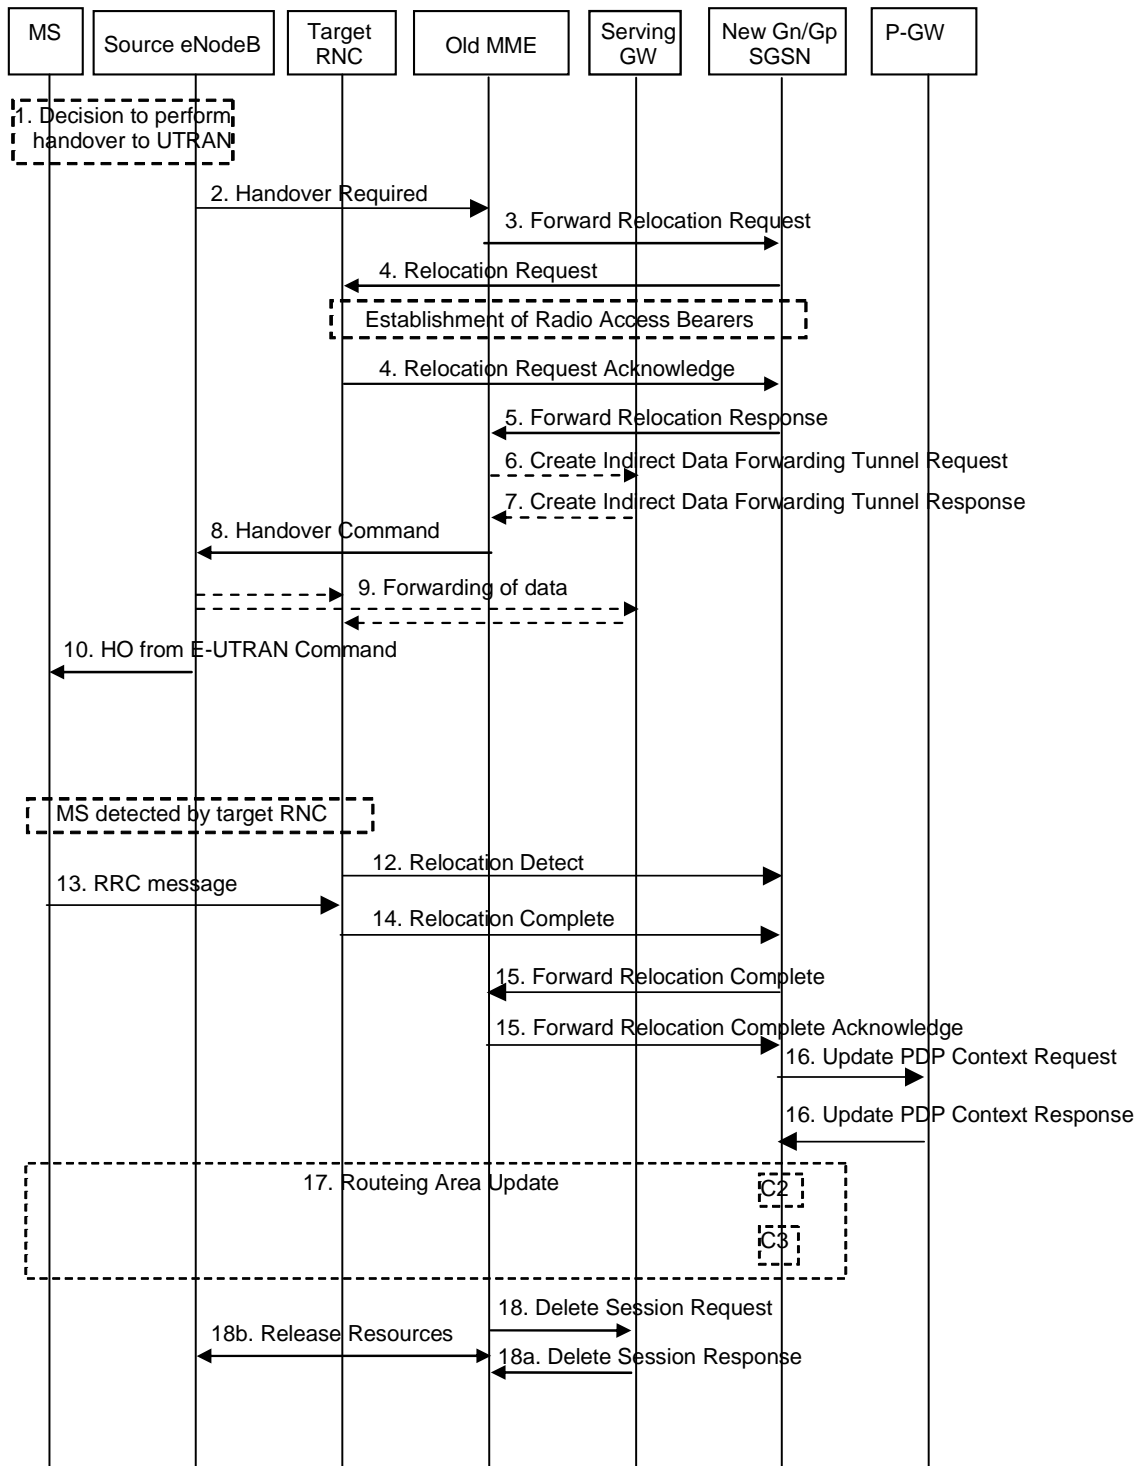 MS
Source eNodeB
Target
RNC
Old MME
Serving
GW
New Gn/Gp
SGSN
P-GW
1. Decision to perform
handover to UTRAN
2. Handover Required
3. Forward Relocation Request
4. Relocation Request
Establishment of Radio Access Bearers
4. Relocation Request Acknowledge
5. Forward Relocation Response
6. Create Indirect Data Forwarding Tunnel Request
7. Create Indirect Data Forwarding Tunnel Response
8. Handover Command
9. Forwarding of data
10. HO from E-UTRAN Command
MS detected by target RNC
12. Relocation Detect
13. RRC message
14. Relocation Complete
15. Forward Relocation Complete
15. Forward Relocation Complete Acknowledge
16. Update PDP Context Request
16. Update PDP Context Response
17. Routeing Area Update
C2
C3
18. Delete Session Request
18b. Release Resources
18a. Delete Session Response